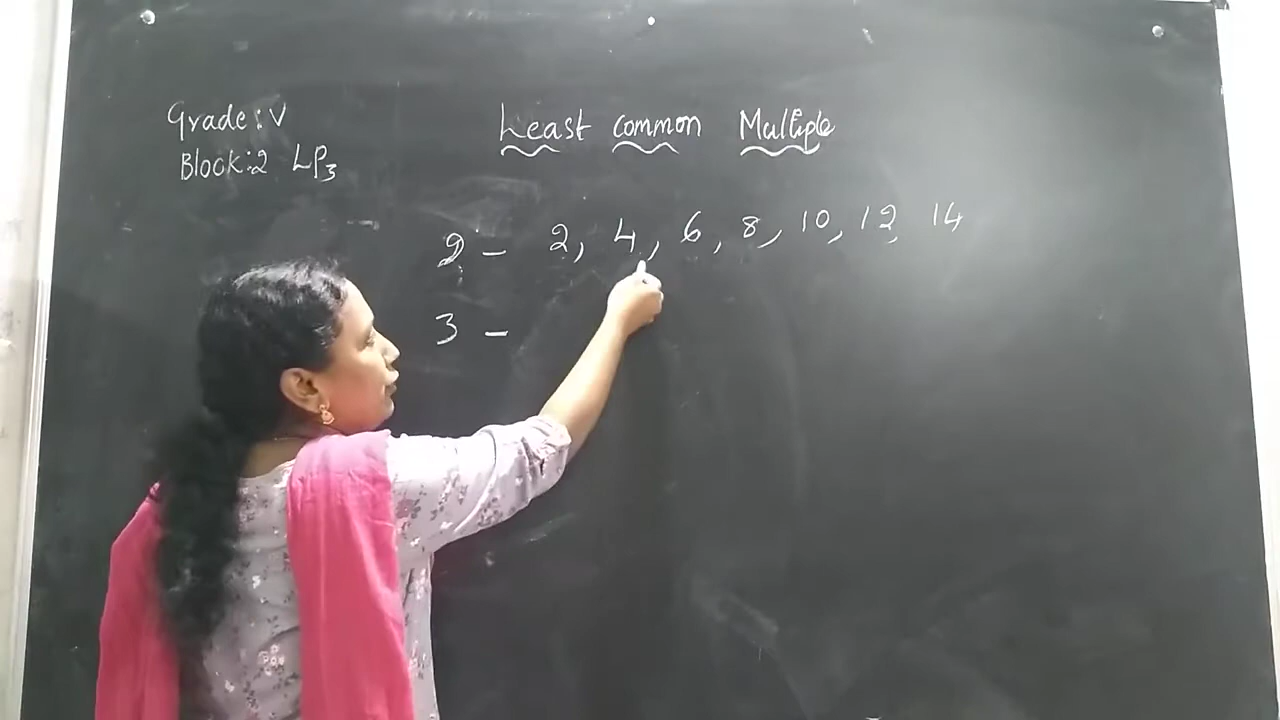 Grade: V
Block: 2 LP3
Least common Multiple
2 - 2, 4, 6, 8, 10, 12, 14
3 -